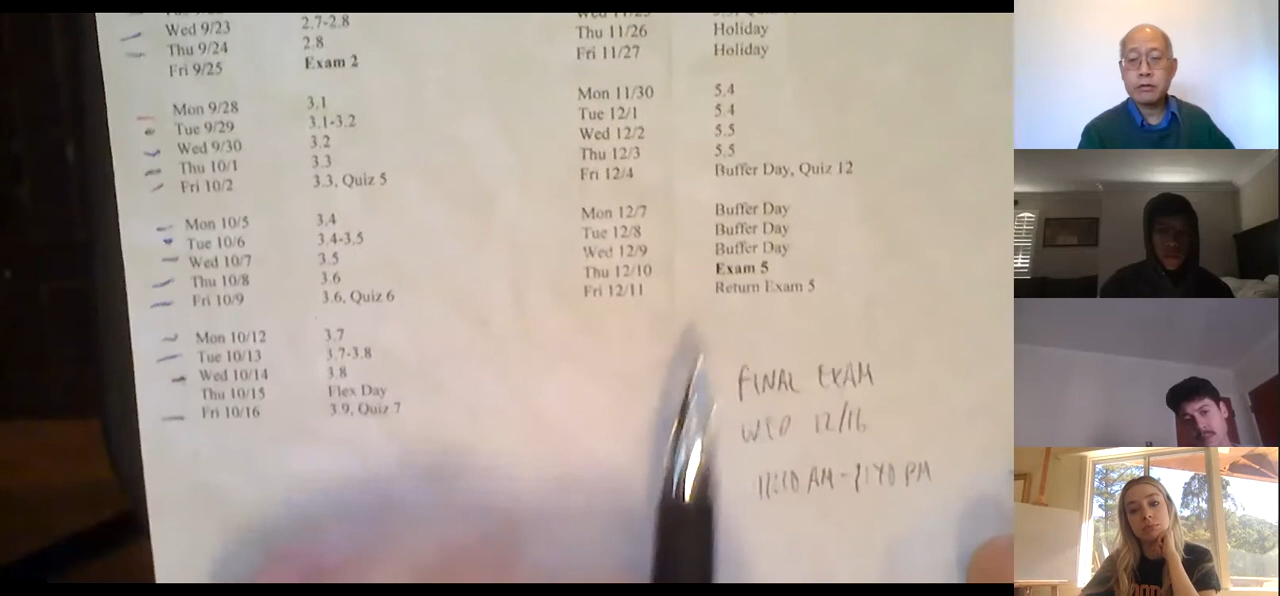 Wed 9/23 2.7-2.8
Thu 9/24 2.8
Fri 9/25 Exam 2
Mon 9/28 3.1
Tue 9/29 3.1-3.2
Wed 9/30 3.2
Thu 10/1 3.3
Fri 10/2 3.3, Quiz 5
Mon 10/5 3.4
Tue 10/6 3.4-3.5
Wed 10/7 3.5
Thu 10/8 3.6
Fri 10/9 3.6, Quiz 6
Mon 10/12 3.7
Tue 10/13 3.7-3.8
Wed 10/14 3.8
Thu 10/15 Flex Day
Fri 10/16 3.9, Quiz 7
Wed 11/25
Thu 11/26 Holiday
Fri 11/27 Holiday
Mon 11/30 5.4
Tue 12/1 5.4
Wed 12/2 5.5
Thu 12/3 5.5
Fri 12/4 Buffer Day, Quiz 12
Mon 12/7 Buffer Day
Tue 12/8 Buffer Day
Wed 12/9 Buffer Day
Thu 12/10 Exam 5
Fri 12/11 Return Exam 5
FINAL EXAM
WED 12/16
AM - PM